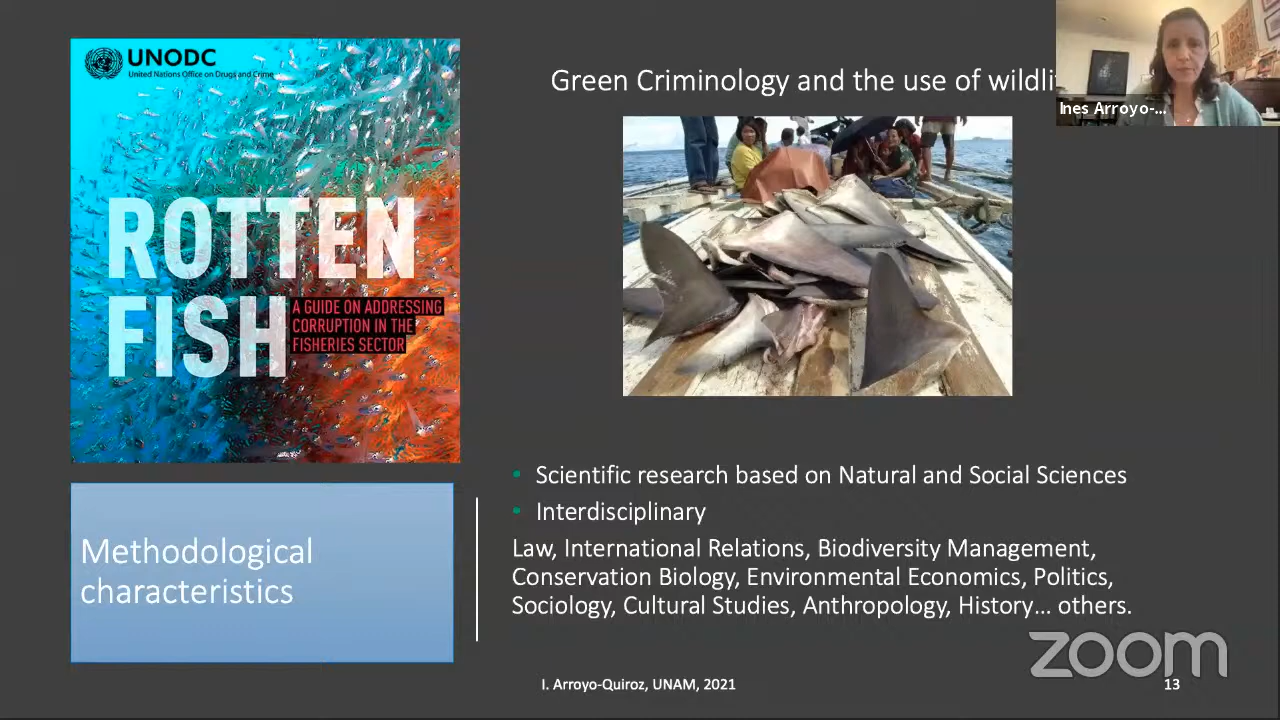 UNODC
United Nations Office on Drugs and Crime
ROTTEN
FISH
A GUIDE ON ADDRESSING
CORRUPTION IN THE
FISHERIES SECTOR
Green Criminology and the use of
Ines Arroyo-...
Methodological
characteristics
• Scientific research based on Natural and Social Sciences
• Interdisciplinary
Law, International Relations, Biodiversity Management,
Conservation Biology, Environmental Economics, Politics,
Sociology, Cultural Studies, Anthropology, History... others.
zoom
I. Arroyo-Quiroz, UNAM, 2021
13